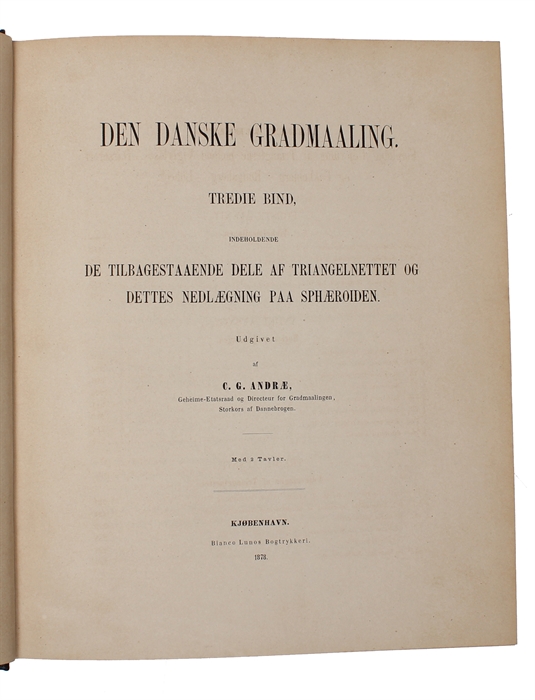 DEN DANSKE GRADMAALING.
TREDIE BIND,
INDEHOLDENDE
DE TILBAGESTAAENDE DELE AF TRIANGELNETTET OG
DETTES NEDLÆGNING PAA SPHÆROIDEN.
Udgivet
af
C. G. ANDRÆ,
Geheime-Etatsraad og Directeur for Gradmaalingen,
Storkors af Dannebrogen.
Med 2 Tavler.
KJØBENHAVN.
Bianco Lunos Bogtrykkeri.
1878.